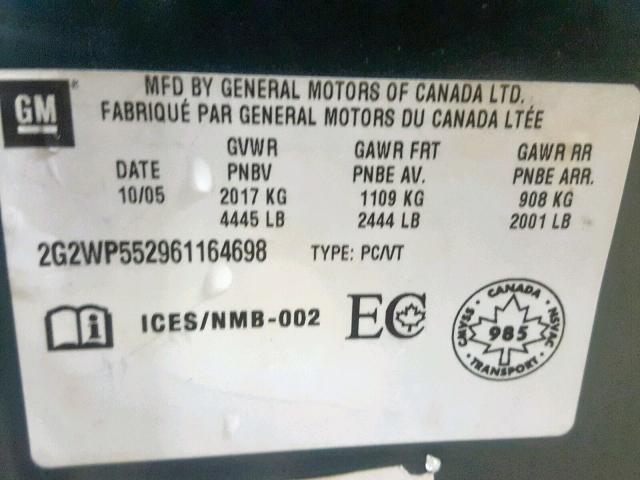 GM
MFD BY GENERAL MOTORS OF CANADA LTD.
FABRIQUÉ PAR GENERAL MOTORS DU CANADA LTÉE
GVWR GAWR FRT GAWR RR
DATE PNBV PNBE AV. PNBE ARR.
10/05 2017 KG 1109 KG 908 KG
4445 LB 2444 LB 2001 LB
2G2WP552961164698 TYPE: PC/VT
i ICES/NMB-002 EC
CANADA
CMVSS 985 NSVAC
TRANSPORT